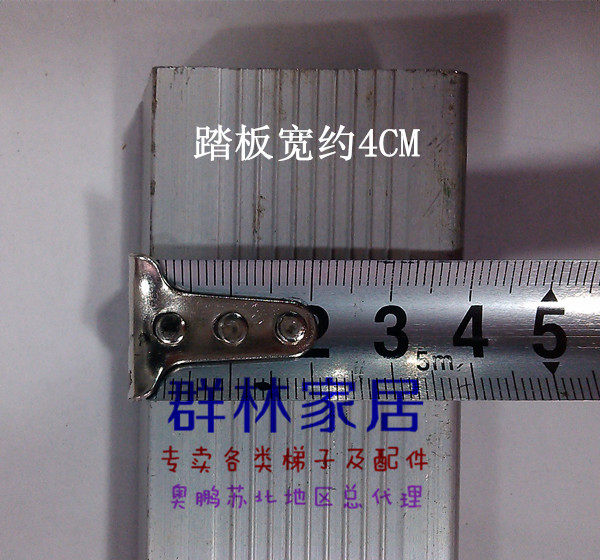 踏板宽约4CM
2 3 4 5
5m
群林家居
专卖各类梯子及配件
奥鹏苏北地区总代理